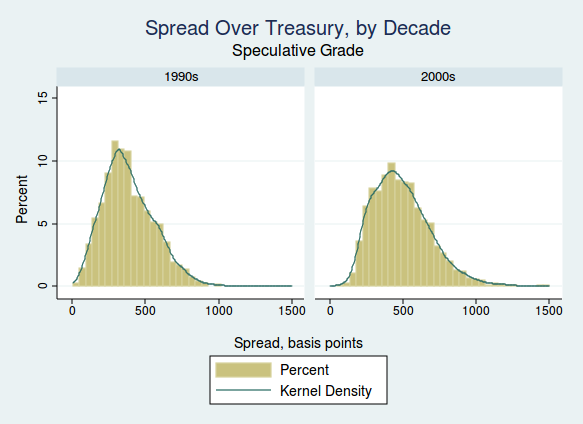 Spread Over Treasury, by Decade
Speculative Grade
1990s 2000s
Percent
15
10
5
0
0 500 1000 1500 0 500 1000 1500
Spread, basis points
Percent
Kernel Density